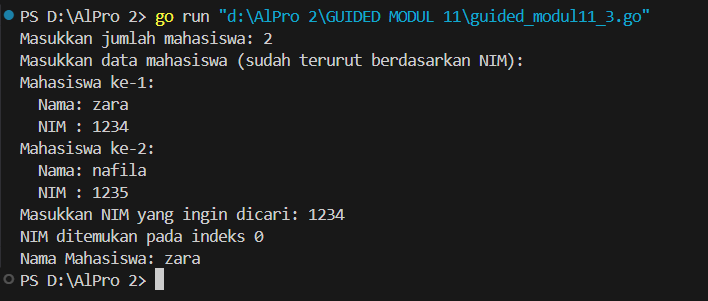 PS D:\AlPro 2> go run "d:\AlPro 2\GUIDED MODUL 11\guided_modul11_3.go"
Masukkan jumlah mahasiswa: 2
Masukkan data mahasiswa (sudah terurut berdasarkan NIM):
Mahasiswa ke-1:
  Nama: zara
  NIM : 1234
Mahasiswa ke-2:
  Nama: nafila
  NIM : 1235
Masukkan NIM yang ingin dicari: 1234
NIM ditemukan pada indeks 0
Nama Mahasiswa: zara
PS D:\AlPro 2>